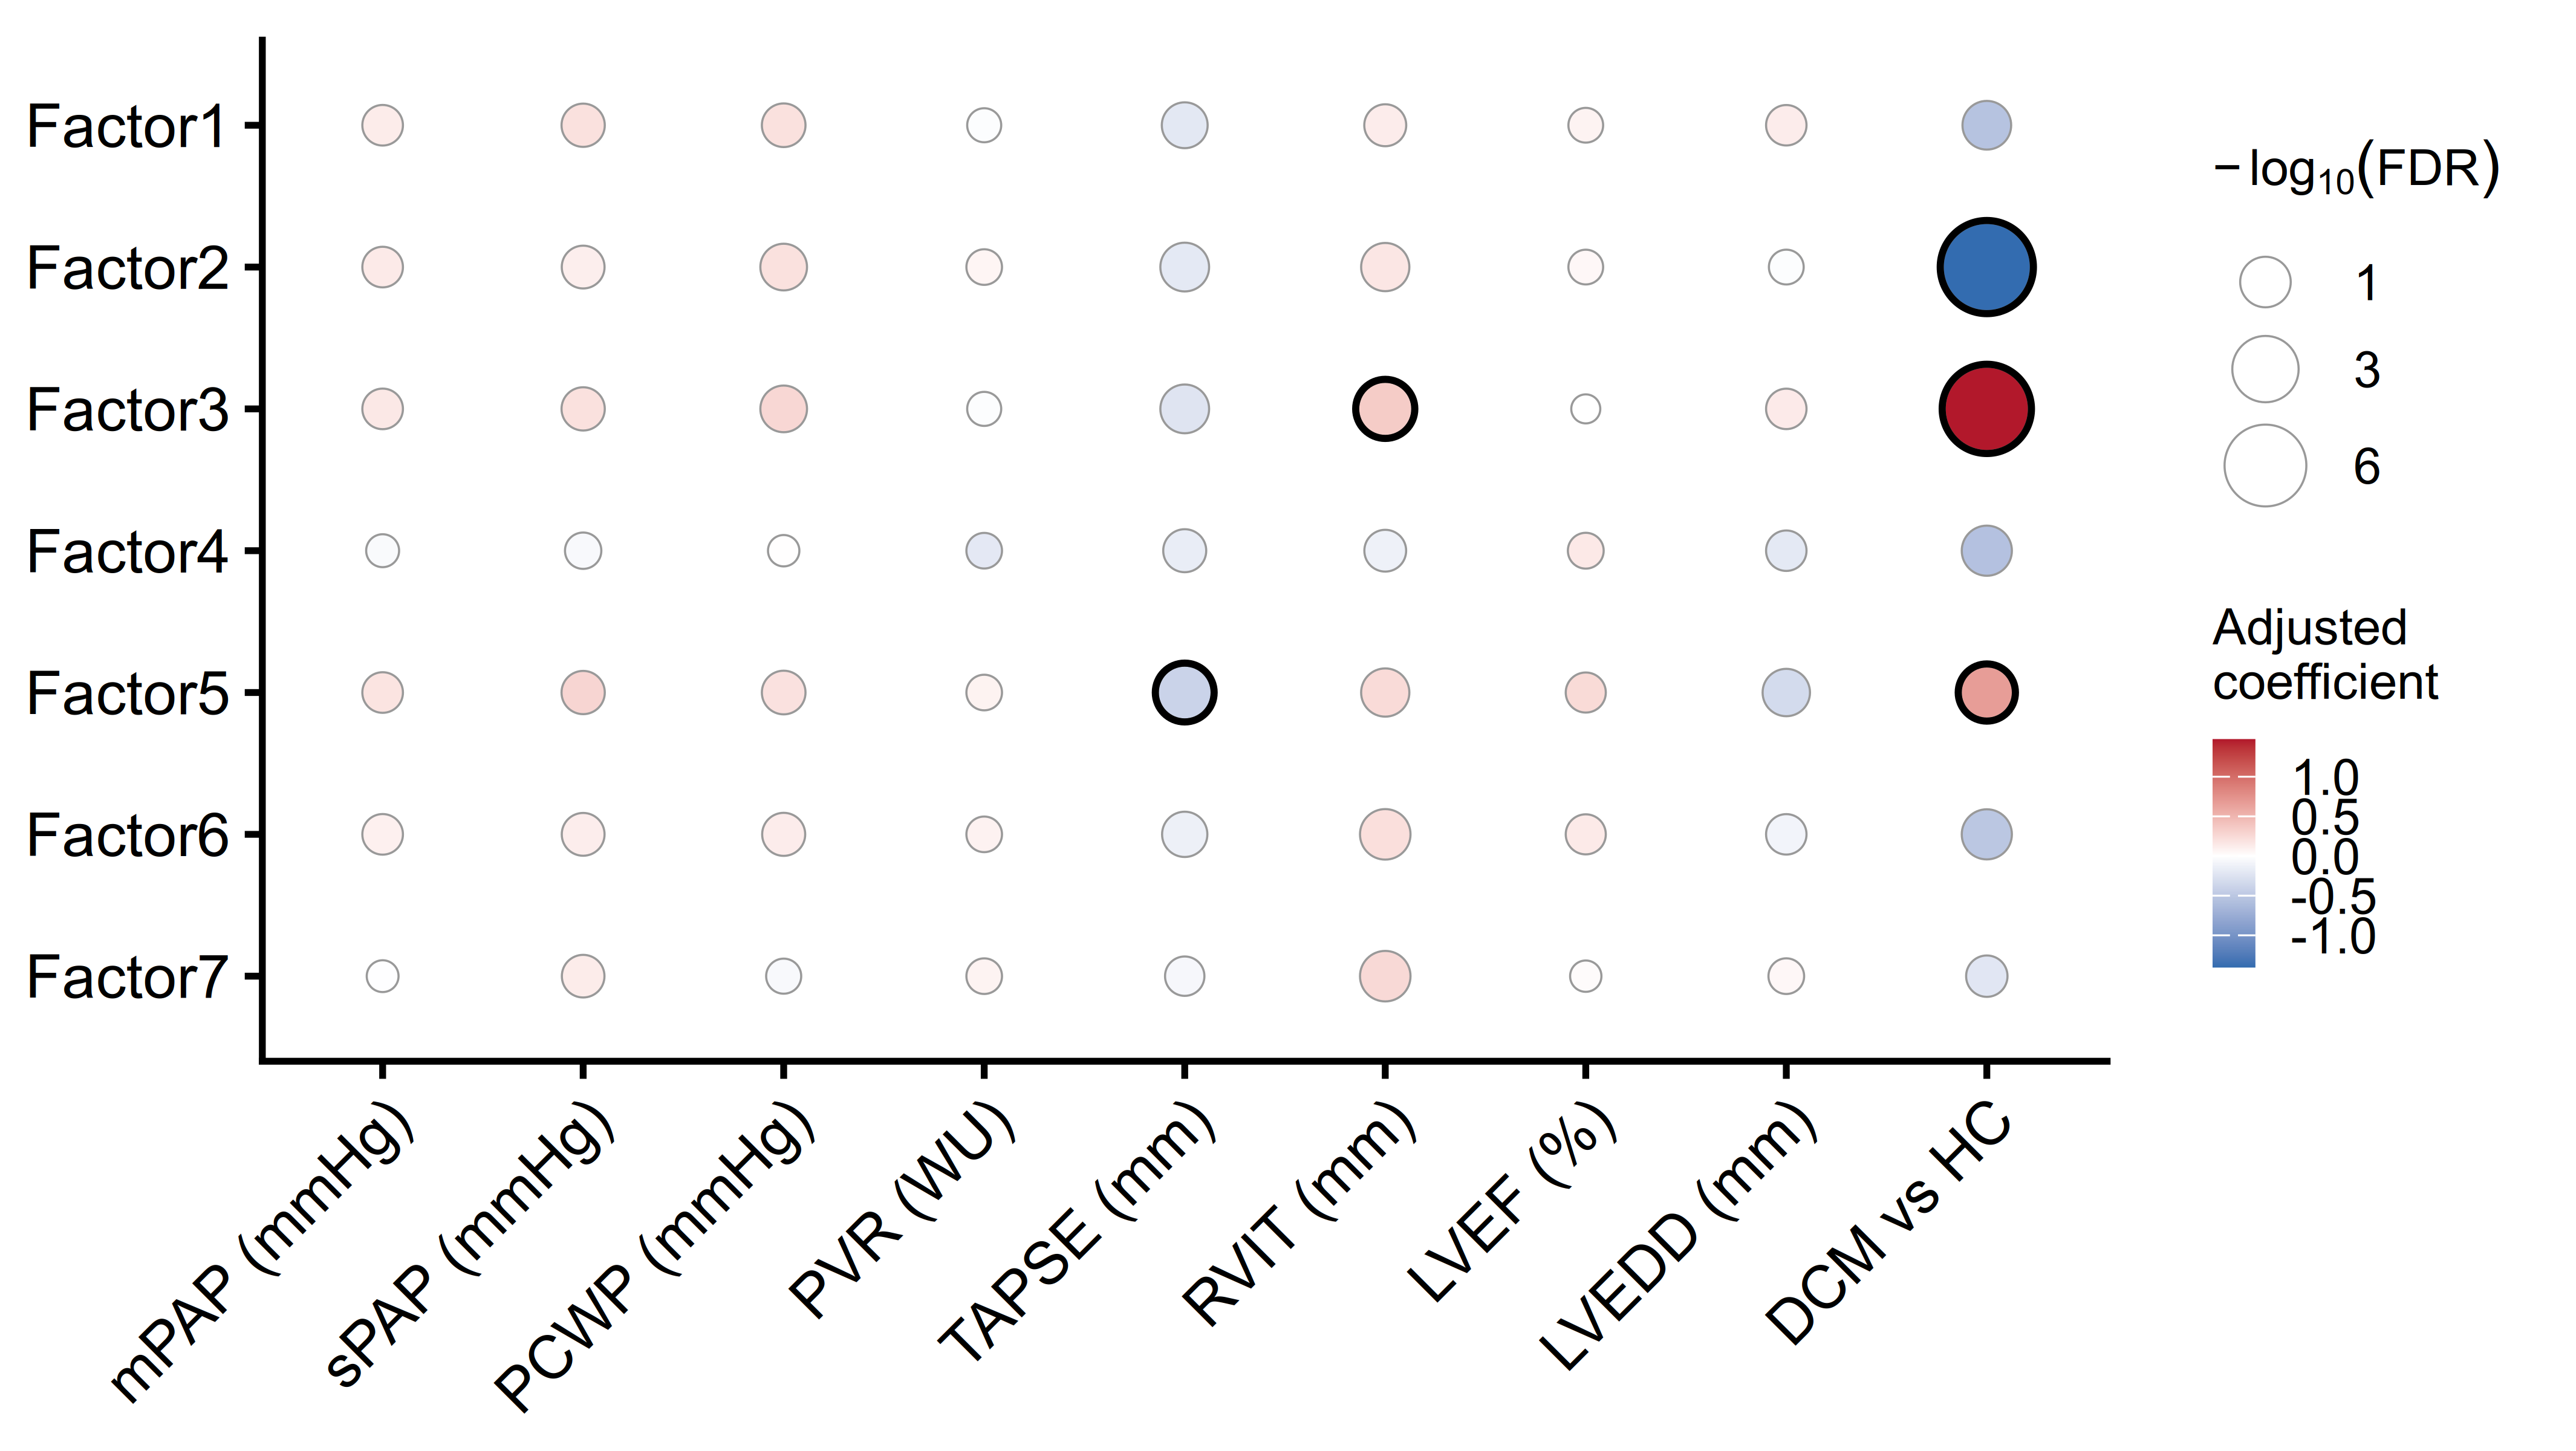 Factor1
Factor2
Factor3
Factor4
Factor5
Factor6
Factor7
mPAP (mmHg)
sPAP (mmHg)
PCWP (mmHg)
PVR (WU)
TAPSE (mm)
RVIT (mm)
LVEF (%)
LVEDD (mm)
DCM vs HC
−log₁₀(FDR)
1
3
6
Adjusted
coefficient
1.0
0.5
0.0
-0.5
-1.0